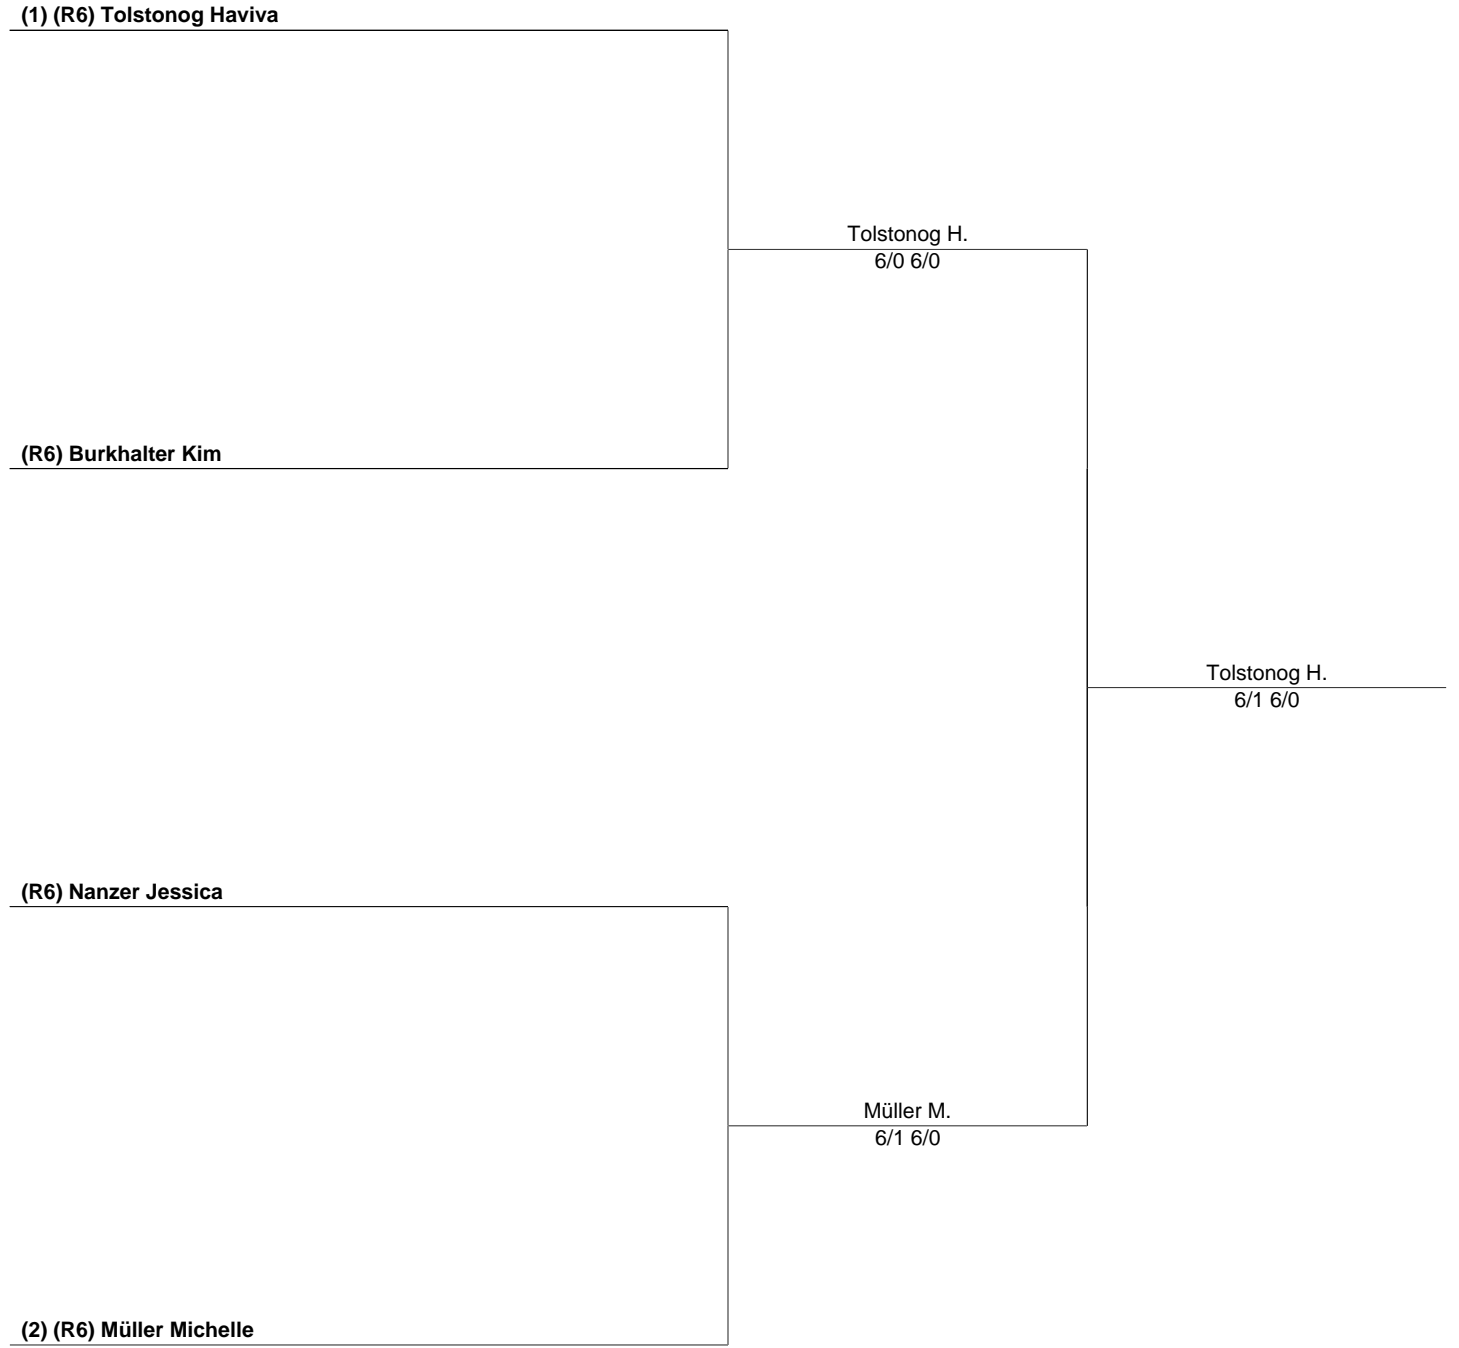 (1) (R6) Tolstonog Haviva
Tolstonog H.
6/0 6/0
(R6) Burkhalter Kim
Tolstonog H.
6/1 6/0
(R6) Nanzer Jessica
Müller M.
6/1 6/0
(2) (R6) Müller Michelle